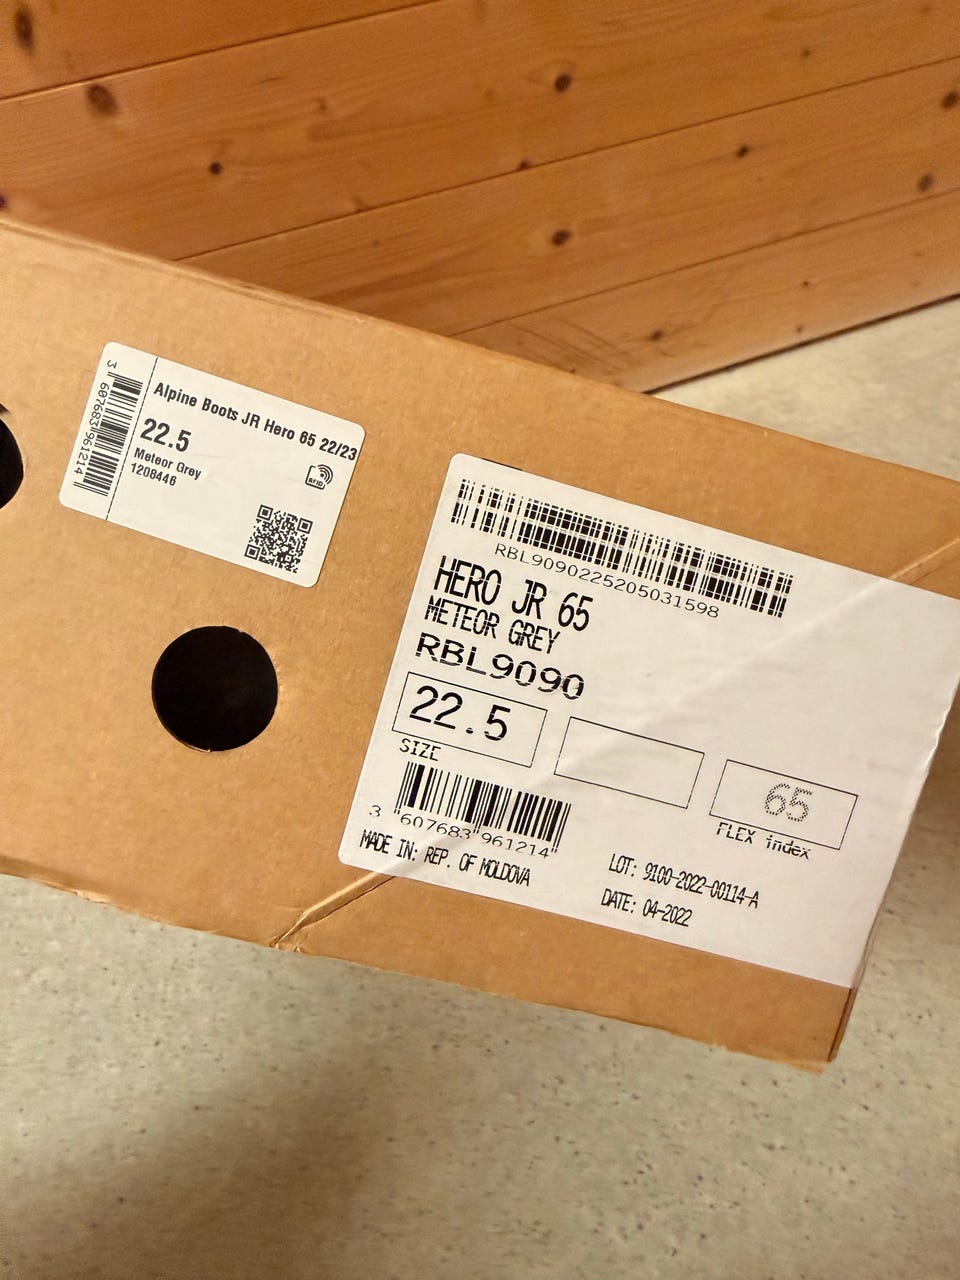 Alpine Boots JR Hero 65 22/23
22.5
Meteor Grey
1208446
RFID
3 607683 961214
RBL9090225205031598
HERO JR 65
METEOR GREY
RBL9090
22.5
SIZE
65
FLEX index
3 "607683"961214"
MADE IN: REP. OF MOLDOVA
LOT: 9100-2022-00114-A
DATE: 04-2022